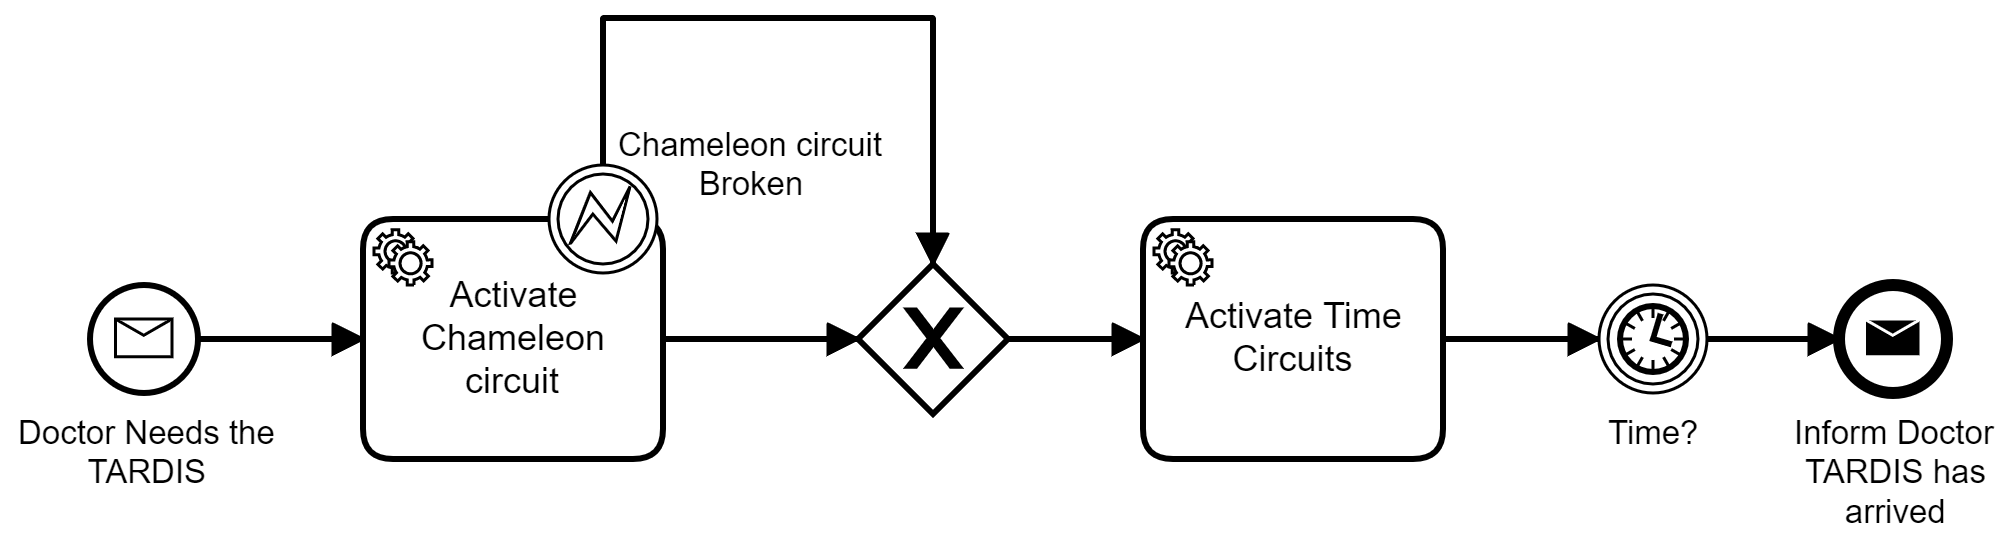 Chameleon circuit
Broken
Activate
Chameleon
circuit
Activate Time
Circuits
Doctor Needs the
TARDIS
Time?
Inform Doctor
TARDIS has
arrived